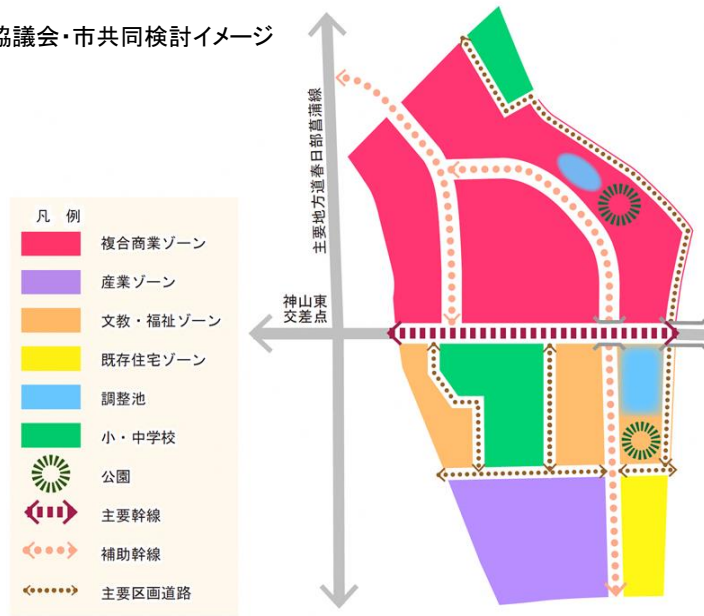 協議会・市共同検討イメージ
主要地方道春日部菖蒲線
神山東
交差点
凡 例
複合商業ゾーン
産業ゾーン
文教・福祉ゾーン
既存住宅ゾーン
調整池
小・中学校
公園
主要幹線
補助幹線
主要区画道路